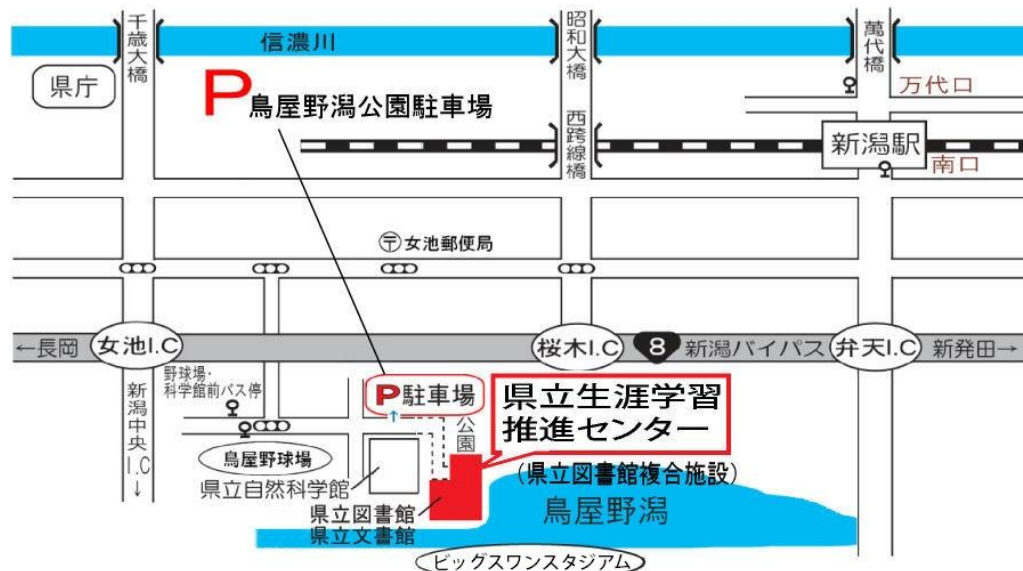 千歳大橋
信濃川
昭和大橋
萬代橋
県庁
P鳥屋野潟公園駐車場
万代口
西跨線橋
新潟駅
南口
〒女池郵便局
←長岡
女池I.C
桜木I.C
8
新潟バイパス
弁天I.C
新発田→
野球場・
科学館前バス停
新潟中央I.C→
P駐車場
↑
公園
県立生涯学習
推進センター
(県立図書館複合施設)
鳥屋野球場
県立自然科学館
県立図書館
県立文書館
鳥屋野潟
ビッグスワンスタジアム